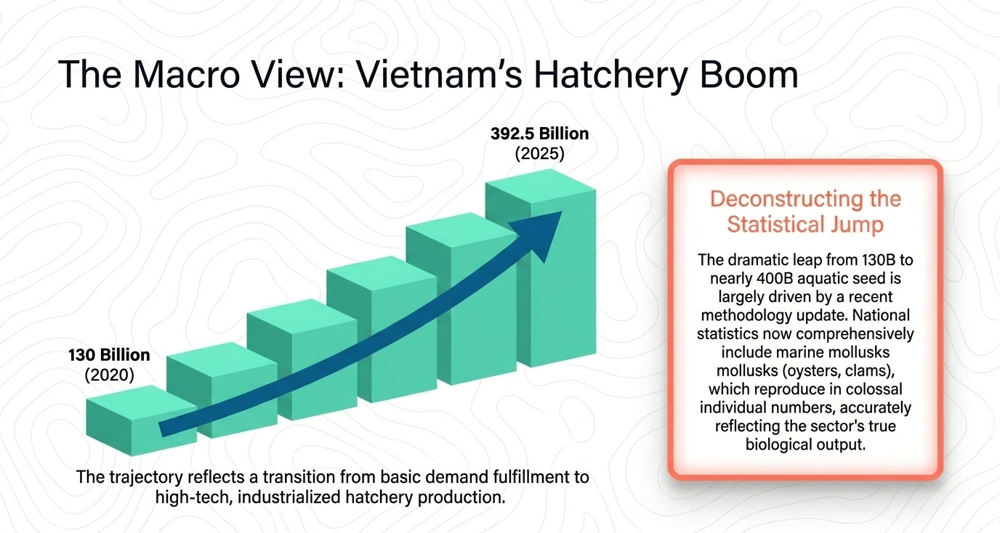 The Macro View: Vietnam’s Hatchery Boom
392.5 Billion
(2025)
130 Billion
(2020)
The trajectory reflects a transition from basic demand fulfillment to
high-tech, industrialized hatchery production.
Deconstructing the
Statistical Jump
The dramatic leap from 130B to
nearly 400B aquatic seed is
largely driven by a recent
methodology update. National
statistics now comprehensively
include marine mollusks
mollusks (oysters, clams),
which reproduce in colossal
individual numbers, accurately
reflecting the sector's true
biological output.